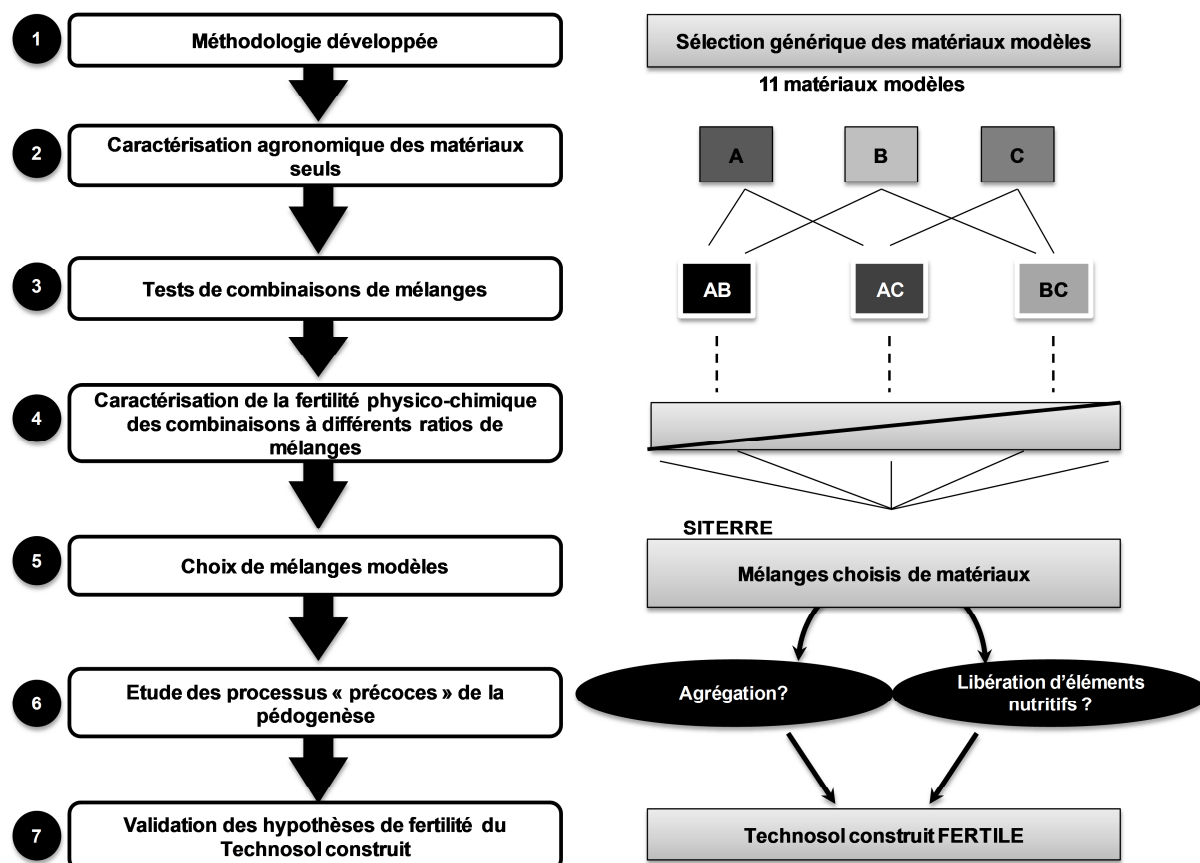 1
Méthodologie développée
Sélection générique des matériaux modèles
11 matériaux modèles
2
Caractérisation agronomique des matériaux
seuls
A
B
C
3
Tests de combinaisons de mélanges
AB
AC
BC
4
Caractérisation de la fertilité physico-chimique
des combinaisons à différents ratios de
mélanges
SITERRE
5
Choix de mélanges modèles
Mélanges choisis de matériaux
6
Etude des processus « précoces » de la
pédogenèse
Agrégation?
Libération d'éléments
nutritifs ?
7
Validation des hypothèses de fertilité du
Technosol construit
Technosol construit FERTILE